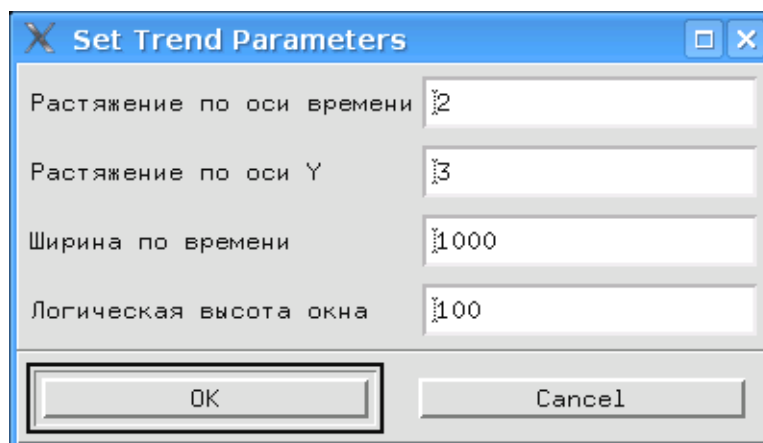 Set Trend Parameters
Растяжение по оси времени 2
Растяжение по оси Y 3
Ширина по времени 1000
Логическая высота окна 100
OK Cancel